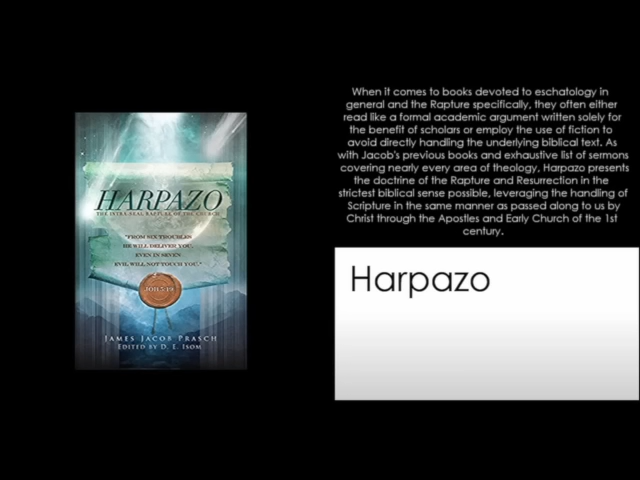 HARPAZO
THE INTRA-SEAL RAPTURE OF THE CHURCH
"FROM SIX TROUBLES
HE WILL DELIVER YOU,
EVEN IN SEVEN
EVIL WILL NOT TOUCH YOU."
JOB 5:19
JAMES JACOB PRASCH
EDITED BY D. E. ISOM
When it comes to books devoted to eschatology in
general and the Rapture specifically, they often either
read like a formal academic argument written solely for
the benefit of scholars or employ the use of fiction to
avoid directly handling the underlying biblical text. As
with Jacob's previous books and exhaustive list of sermons
covering nearly every area of theology, Harpazo presents
the doctrine of the Rapture and Resurrection in the
strictest biblical sense possible, leveraging the handling of
Scripture in the same manner as passed along to us by
Christ through the Apostles and Early Church of the 1st
century.
Harpazo